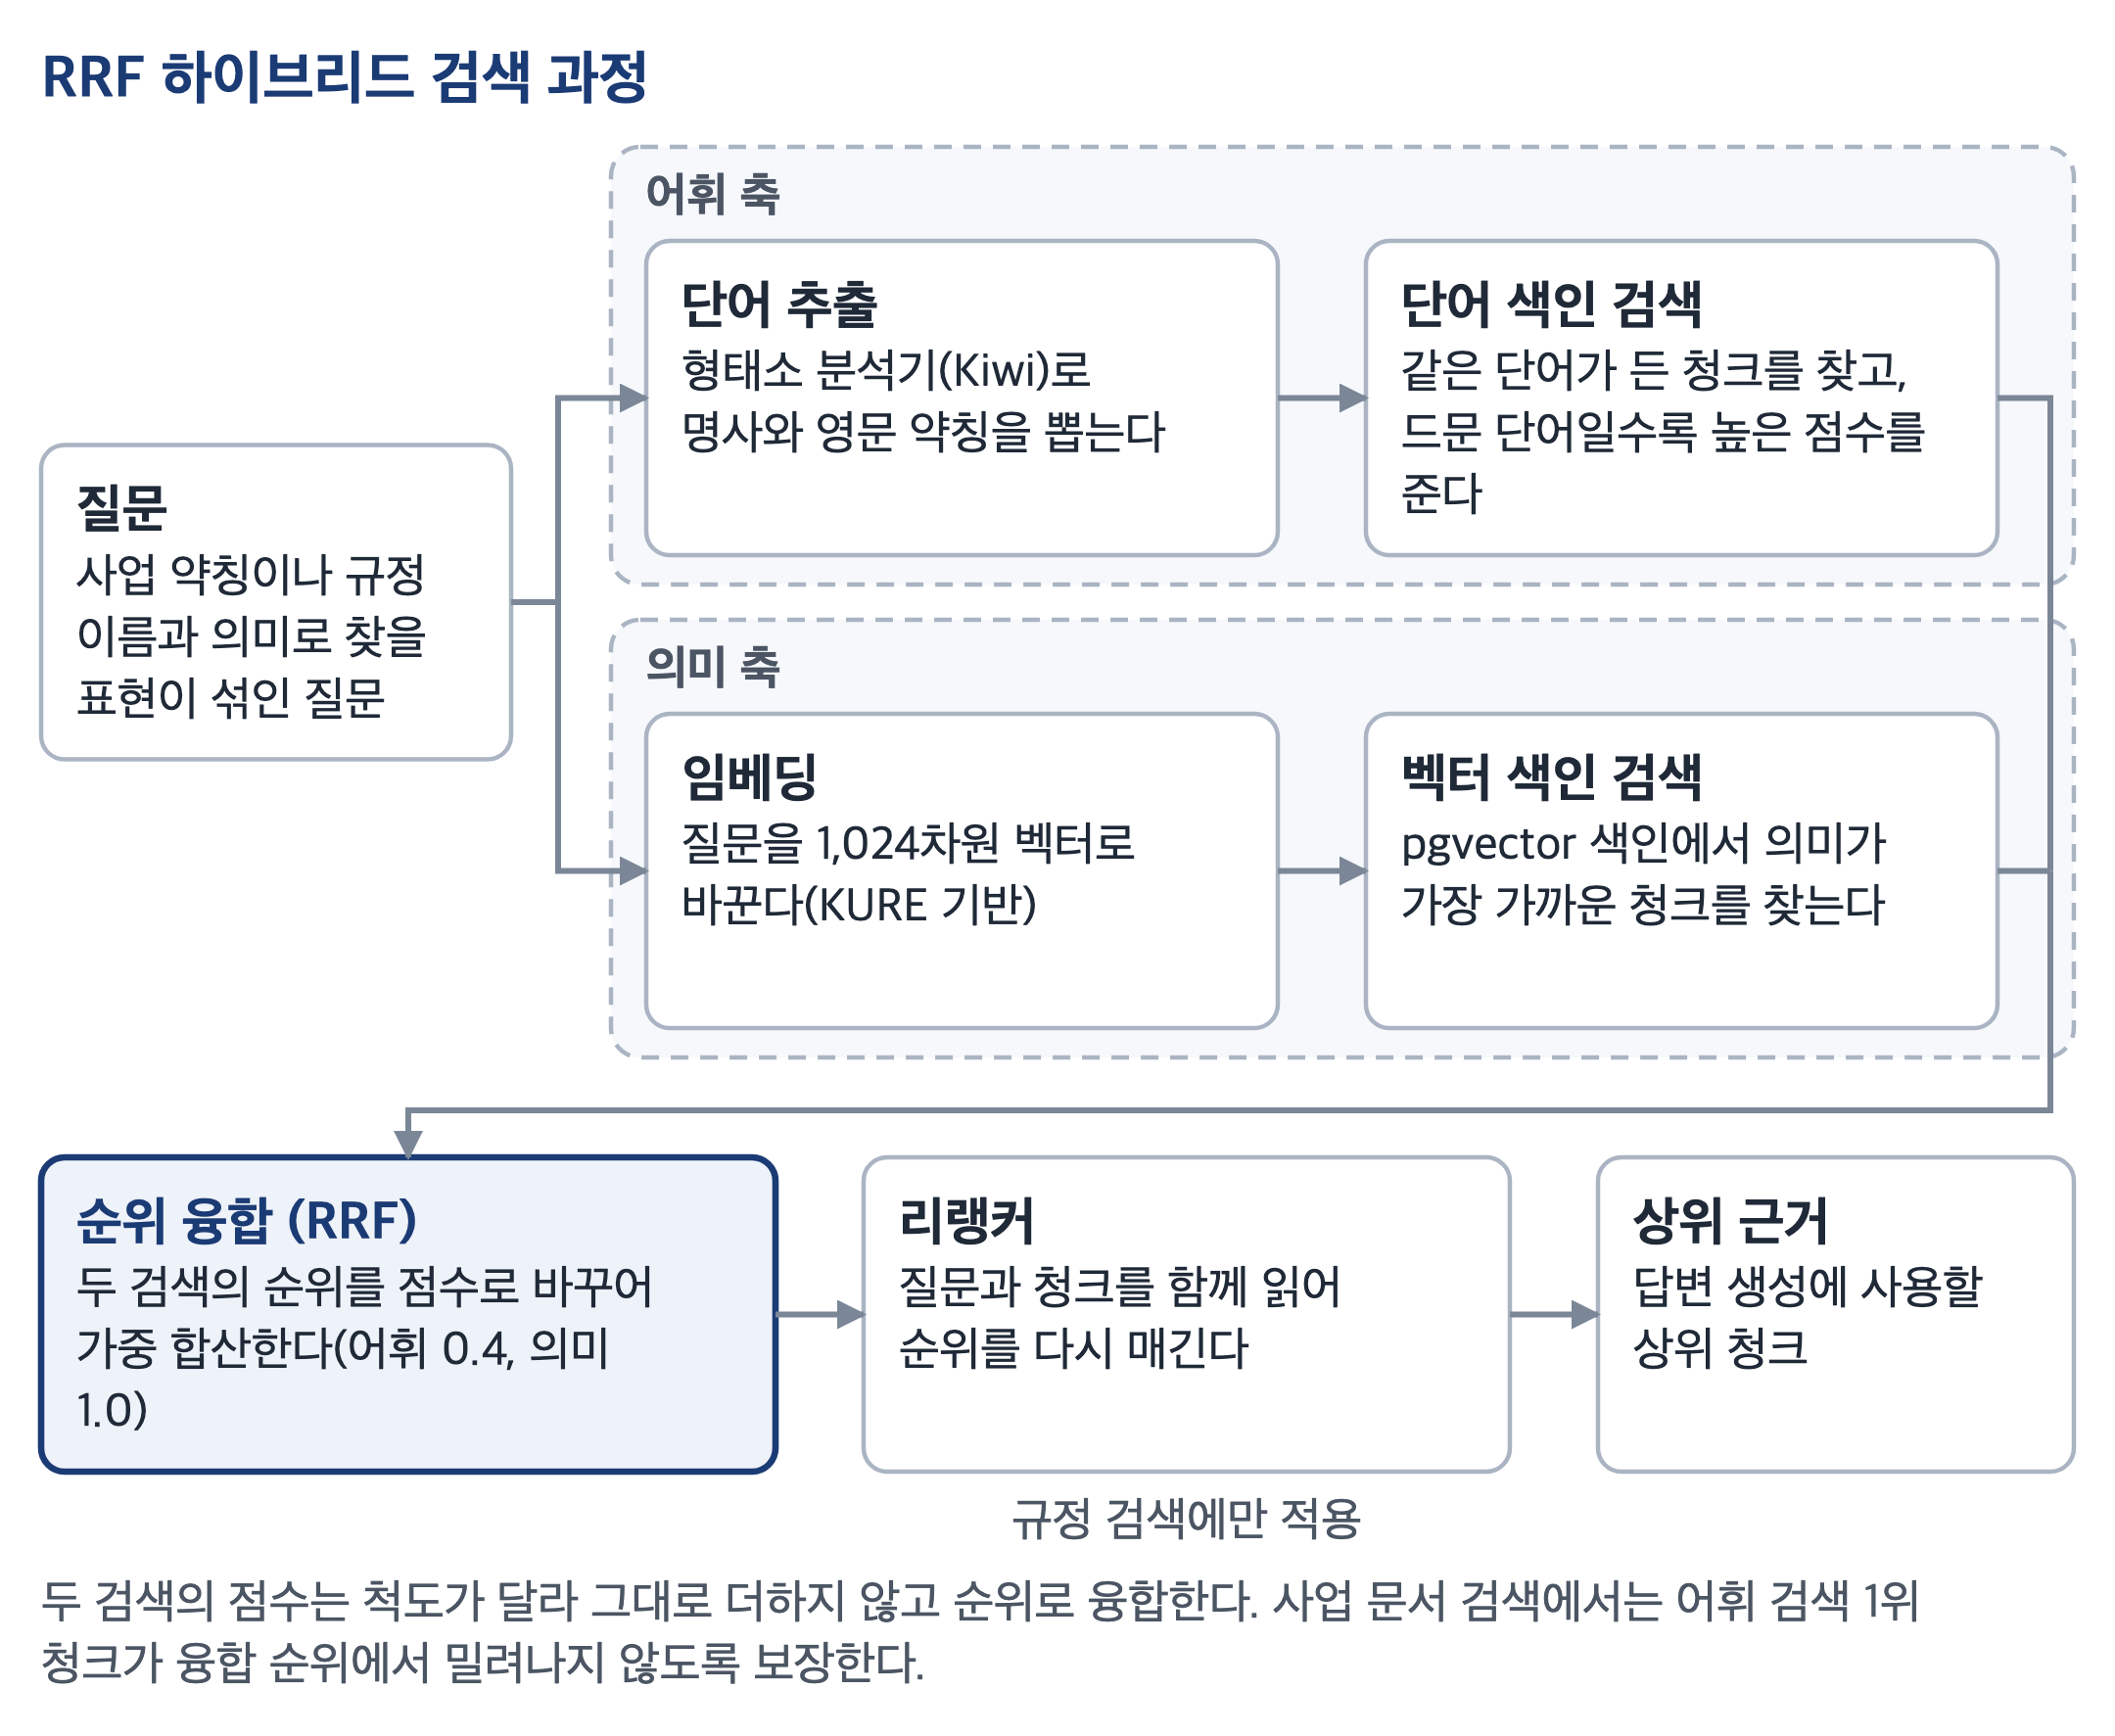 RRF 하이브리드 검색 과정
어휘 축
단어 추출
형태소 분석기(Kiwi)로
명사와 영문 약칭을 뽑는다
단어 색인 검색
같은 단어가 든 청크를 찾고,
드문 단어일수록 높은 점수를
준다
질문
사업 약칭이나 규정
이름과 의미로 찾을
표현이 섞인 질문
의미 축
임베딩
질문을 1,024차원 벡터로
바꾼다(KURE 기반)
벡터 색인 검색
pgvector 색인에서 의미가
가장 가까운 청크를 찾는다
순위 융합 (RRF)
두 검색의 순위를 점수로 바꾸어
가중 합산한다(어휘 0.4, 의미
1.0)
리랭커
질문과 청크를 함께 읽어
순위를 다시 매긴다
상위 근거
답변 생성에 사용할
상위 청크
규정 검색에만 적용
두 검색의 점수는 척도가 달라 그대로 더하지 않고 순위로 융합한다. 사업 문서 검색에서는 어휘 검색 1위
청크가 융합 순위에서 밀려나지 않도록 보장한다.